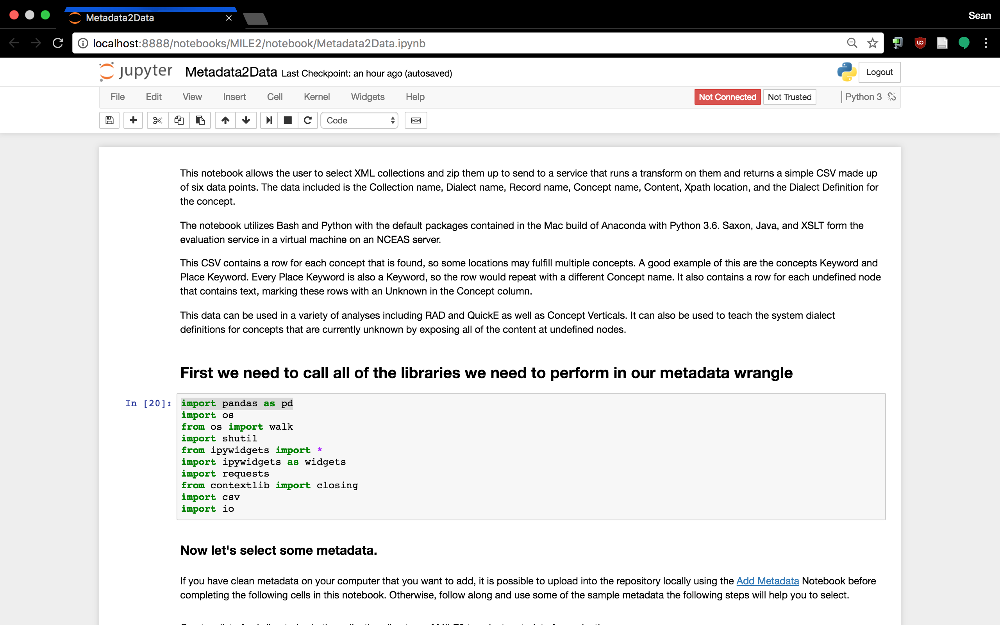 Metadata2Data
Sean
localhost:8888/notebooks/MILE2/notebook/Metadata2Data.ipynb
jupyter Metadata2Data Last Checkpoint: an hour ago (autosaved)
Logout
File Edit View Insert Cell Kernel Widgets Help Not Connected Not Trusted Python 3
Code
This notebook allows the user to select XML collections and zip them up to send to a service that runs a transform on them and returns a simple CSV made up
of six data points. The data included is the Collection name, Dialect name, Record name, Concept name, Content, Xpath location, and the Dialect Definition for
the concept.
The notebook utilizes Bash and Python with the default packages contained in the Mac build of Anaconda with Python 3.6. Saxon, Java, and XSLT form the
evaluation service in a virtual machine on an NCEAS server.
This CSV contains a row for each concept that is found, so some locations may fulfill multiple concepts. A good example of this are the concepts Keyword and
Place Keyword. Every Place Keyword is also a Keyword, so the row would repeat with a different Concept name. It also contains a row for each undefined node
that contains text, marking these rows with an Unknown in the Concept column.
This data can be used in a variety of analyses including RAD and QuickE as well as Concept Verticals. It can also be used to teach the system dialect
definitions for concepts that are currently unknown by exposing all of the content at undefined nodes.
First we need to call all of the libraries we need to perform in our metadata wrangle
In [20]: import pandas as pd
import os
from os import walk
import shutil
from ipywidgets import *
import ipywidgets as widgets
import requests
from contextlib import closing
import csv
import io
Now let's select some metadata.
If you have clean metadata on your computer that you want to add, it is possible to upload into the repository locally using the Add Metadata Notebook before
completing the following cells in this notebook. Otherwise, follow along and use some of the sample metadata the following steps will help you to select.